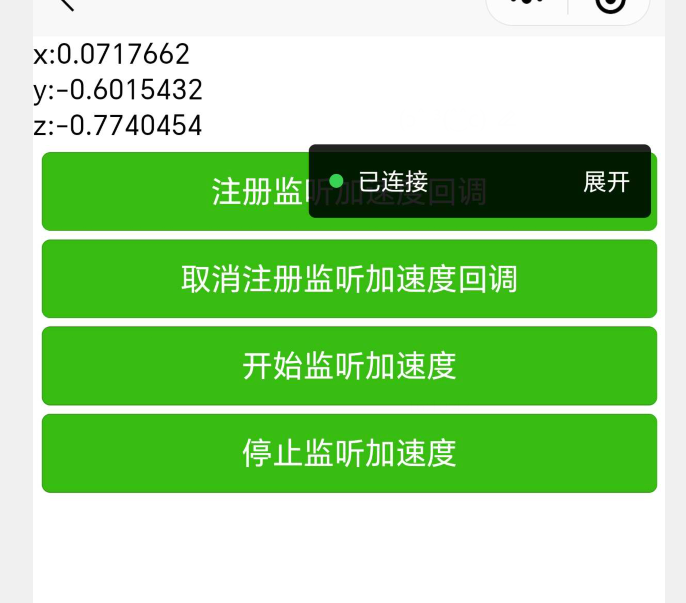 x:0.0717662
y:-0.6015432
z:-0.7740454
注册监听加速度回调
已连接
展开
取消注册监听加速度回调
开始监听加速度
停止监听加速度